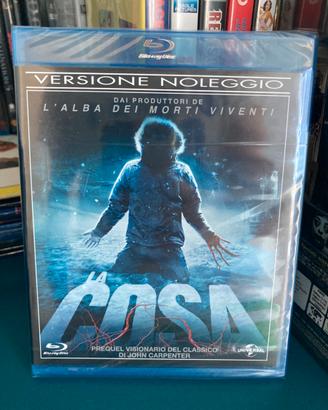 Blu-ray Disc
VERSIONE NOLEGGIO
DAI PRODUTTORI DE
L'ALBA DEI MORTI VIVENTI
LA
COSA
PREQUEL VISIONARIO DEL CLASSICO
DI JOHN CARPENTER
Blu-ray Disc
UNIVERSAL